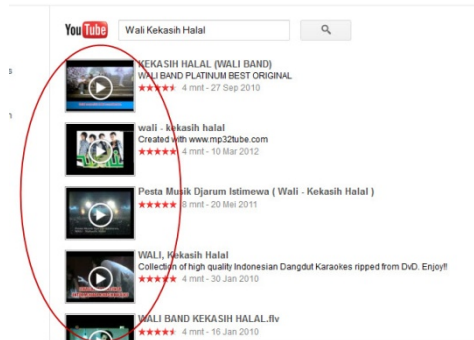 YouTube
Wali Kekasih Halal
KEKASIH HALAL (WALI BAND)
WALI BAND PLATINUM BEST ORIGINAL
4 mnt - 27 Sep 2010
wali - kekasih halal
Created with www.mp32tube.com
4 mnt - 10 Mar 2012
Pesta Musik Djarum Istimewa ( Wali - Kekasih Halal )
8 mnt - 20 Mei 2011
WALI, Kekasih Halal
Collection of high quality Indonesian Dangdut Karaokes ripped from DvD. Enjoy!!
4 mnt - 30 Jan 2010
WALI BAND KEKASIH HALAL.flv
4 mnt - 16 Jan 2010